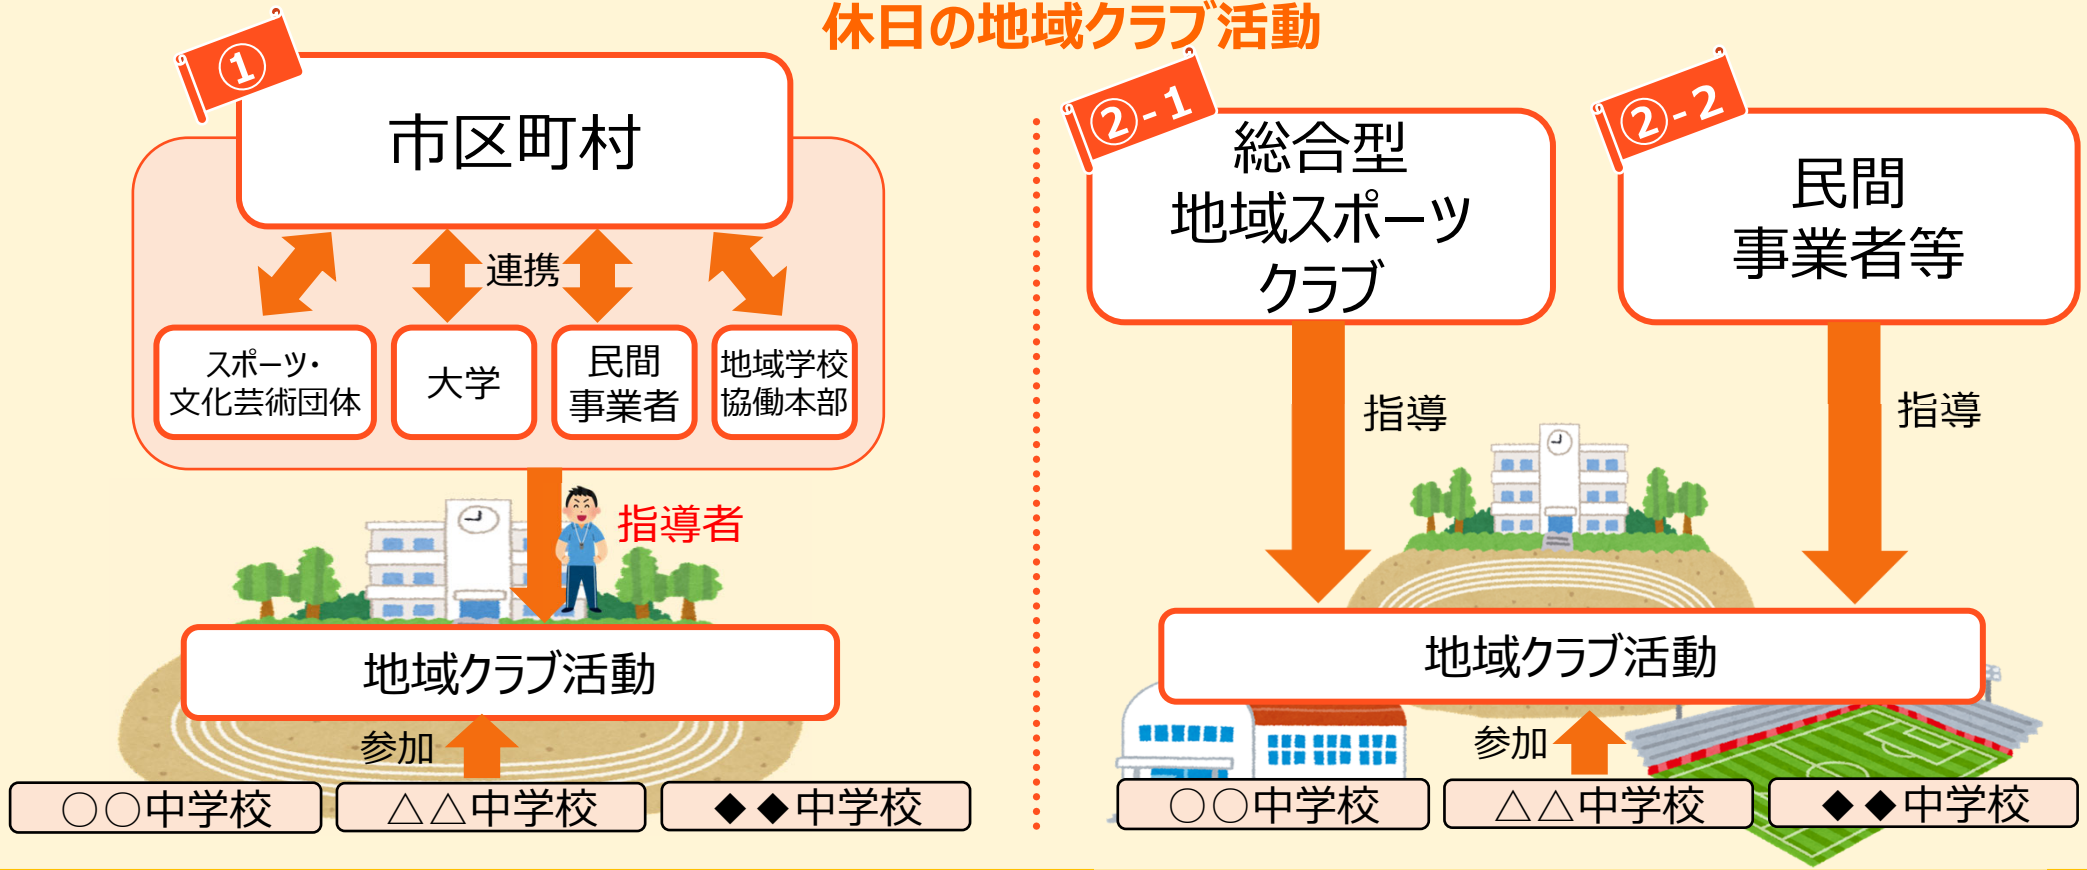 休日の地域クラブ活動
①
市区町村
連携
スポーツ・
文化芸術団体
大学
民間
事業者
地域学校
協働本部
指導者
地域クラブ活動
参加
○○中学校
△△中学校
◆◆中学校
②-1
総合型
地域スポーツ
クラブ
②-2
民間
事業者等
指導
指導
地域クラブ活動
参加
○○中学校
△△中学校
◆◆中学校